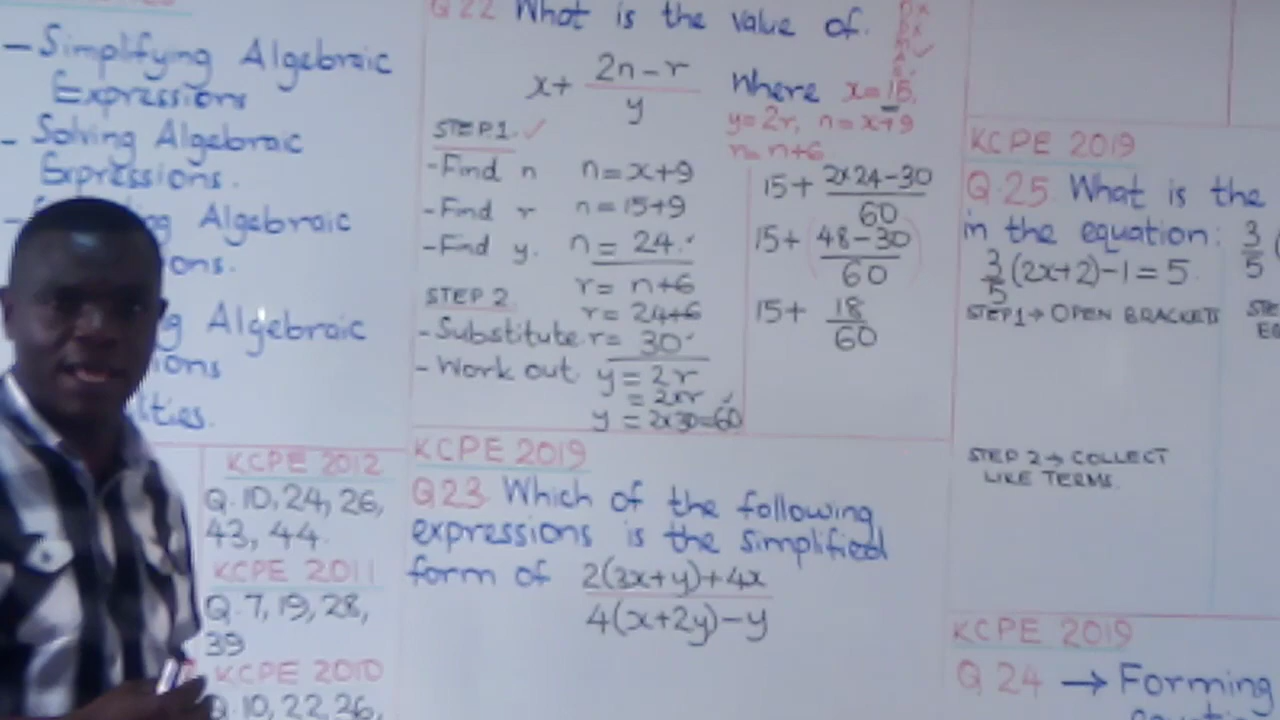 - Simplifying Algebraic
Expressions
- Solving Algebraic
Expressions.
- Algebraic
ons.
g Algebraic
ions
lties.
KCPE 2012
Q.10, 24, 26,
43, 44.
KCPE 2011
Q.7, 19, 28,
39
KCPE 2010
Q.10, 22, 26,
Q22 What is the value of.
x + (2n - r)/y Where x = 15,
y = 2r, n = x + 9
r = n + 6
STEP 1. ✓
- Find n n = x + 9
- Find r n = 15 + 9
- Find y. n = 24.
r = n + 6
STEP 2 r = 24 + 6
- Substitute r = 30
- Work out y = 2r
= 2xr
y = 2x30 = 60
15 + (2x24 - 30)/60
15 + (48 - 30)/60
15 + 18/60
KCPE 2019
Q23 Which of the following
expressions is the simplified
form of (2(3x+y)+4x)/(4(x+2y)-y)
KCPE 2019
Q.25 What is the
in the equation: 3/5 (
3/5(2x+2) - 1 = 5.
STEP 1 → OPEN BRACKETS
STEP 2 → COLLECT
LIKE TERMS.
KCPE 2019
Q24 → Forming